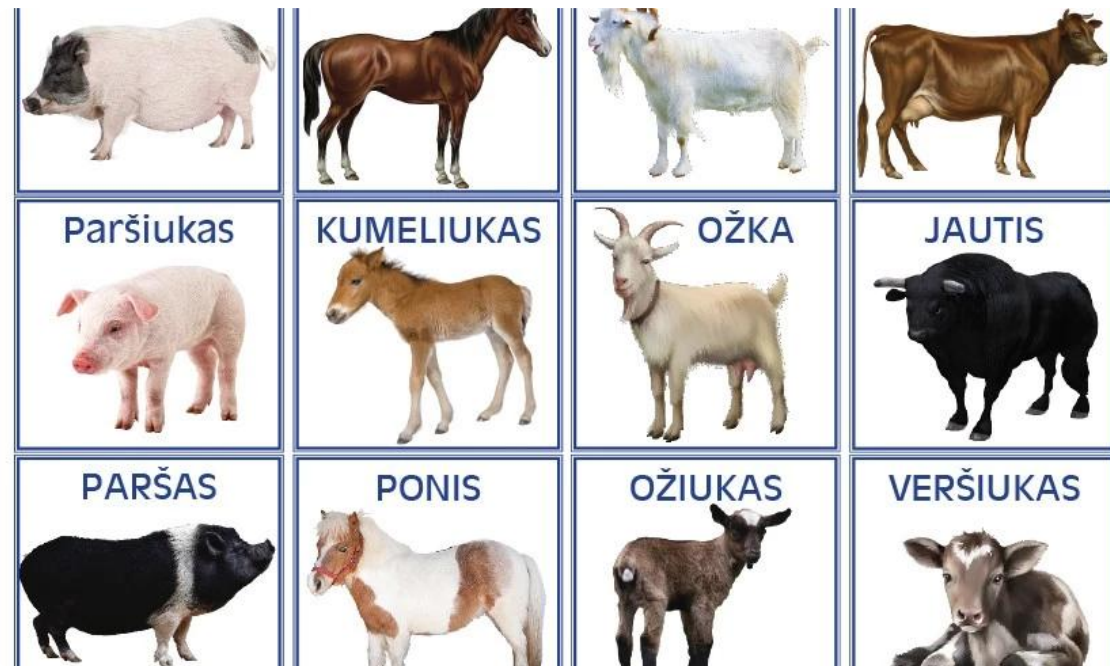 Paršiukas
KUMELIUKAS
OŽKA
JAUTIS
PARŠAS
PONIS
OŽIUKAS
VERŠIUKAS